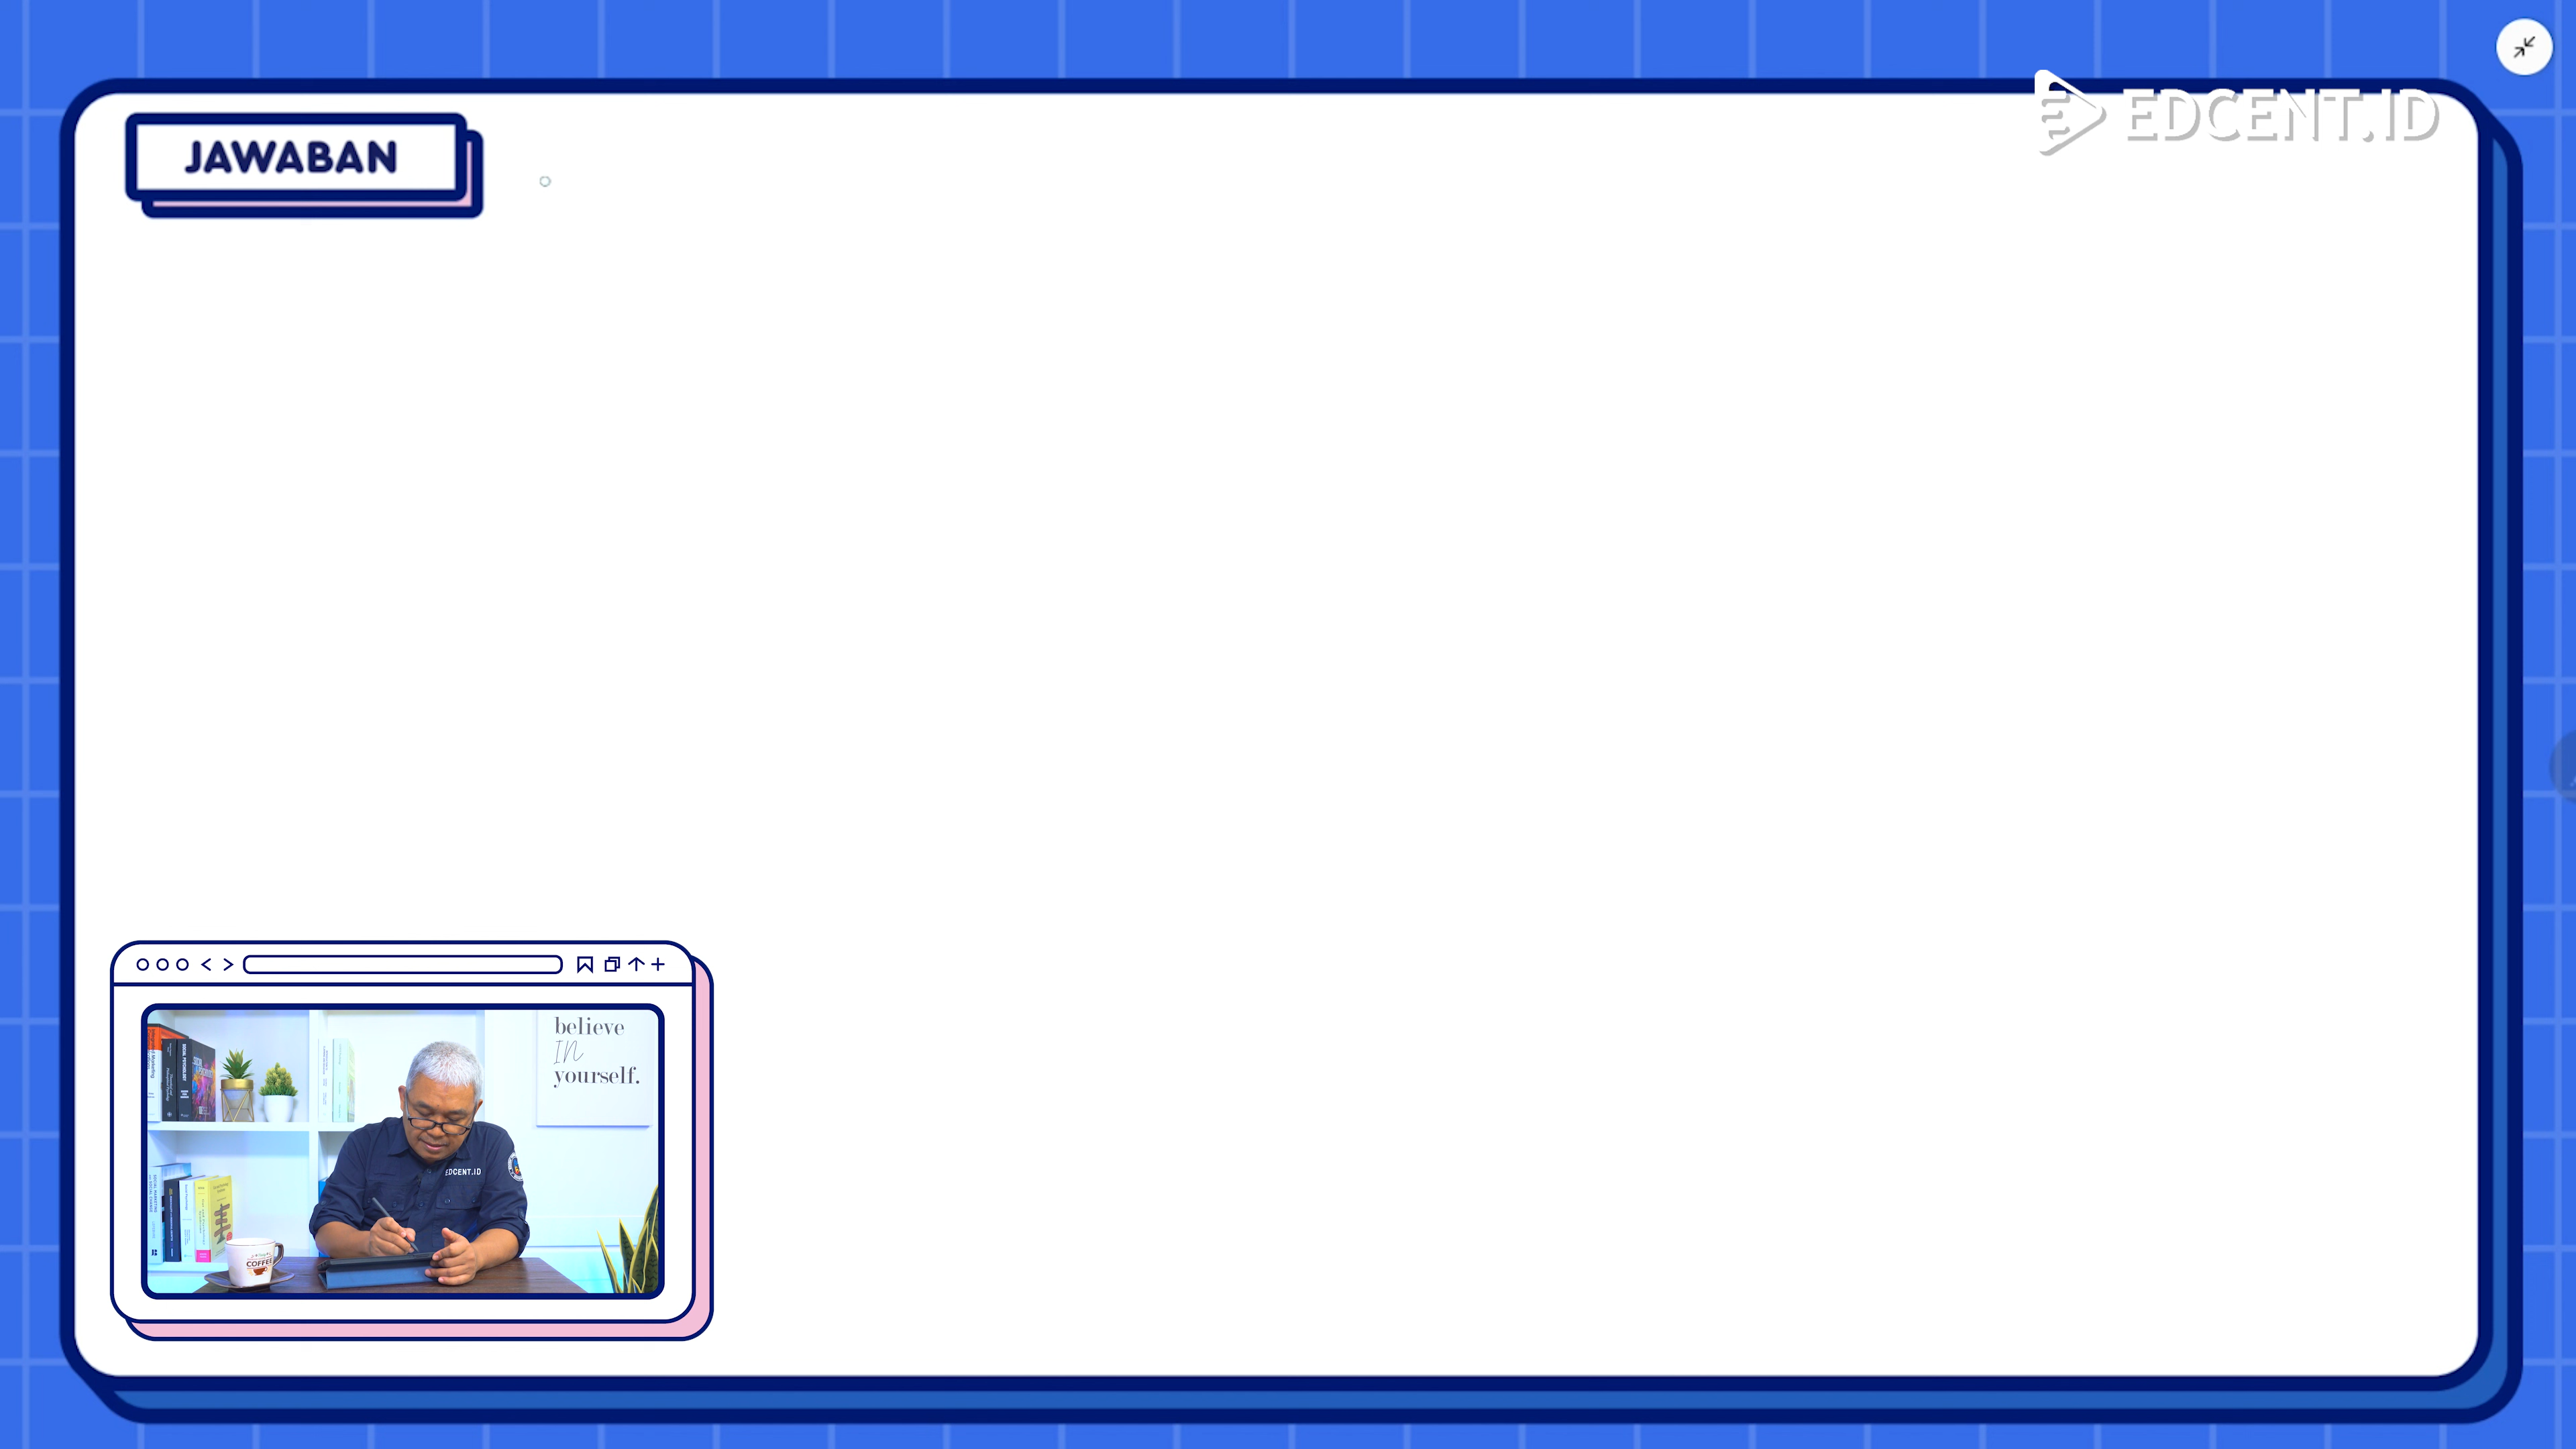 JAWABAN
EDCENT.ID
believe
IN
yourself.
EDCENT.ID
COFFEE